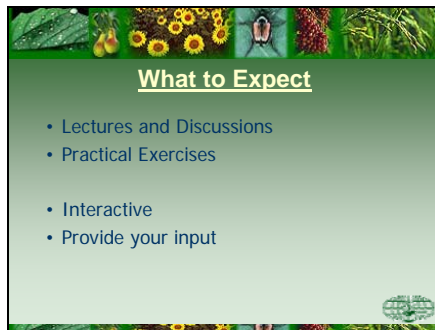 What to Expect
• Lectures and Discussions
• Practical Exercises
• Interactive
• Provide your input